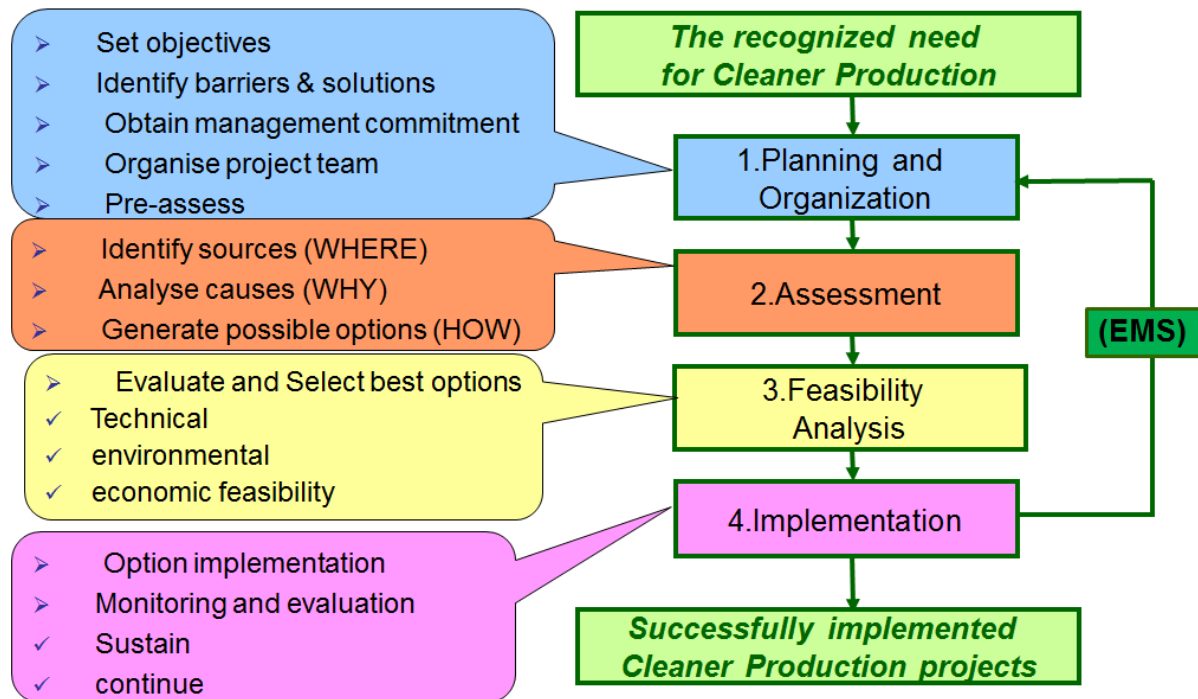 Set objectives
Identify barriers & solutions
Obtain management commitment
Organise project team
Pre-assess
Identify sources (WHERE)
Analyse causes (WHY)
Generate possible options (HOW)
Evaluate and Select best options
Technical
environmental
economic feasibility
Option implementation
Monitoring and evaluation
Sustain
continue
The recognized need
for Cleaner Production
1.Planning and
Organization
2.Assessment
3.Feasibility
Analysis
4.Implementation
(EMS)
Successfully implemented
Cleaner Production projects